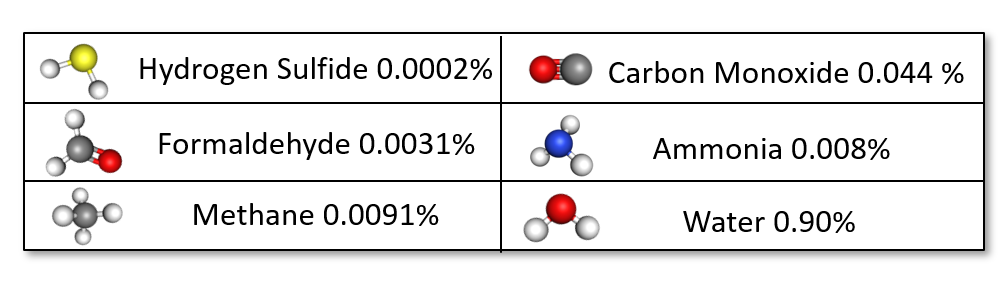 Hydrogen Sulfide 0.0002%
Carbon Monoxide 0.044 %
Formaldehyde 0.0031%
Ammonia 0.008%
Methane 0.0091%
Water 0.90%